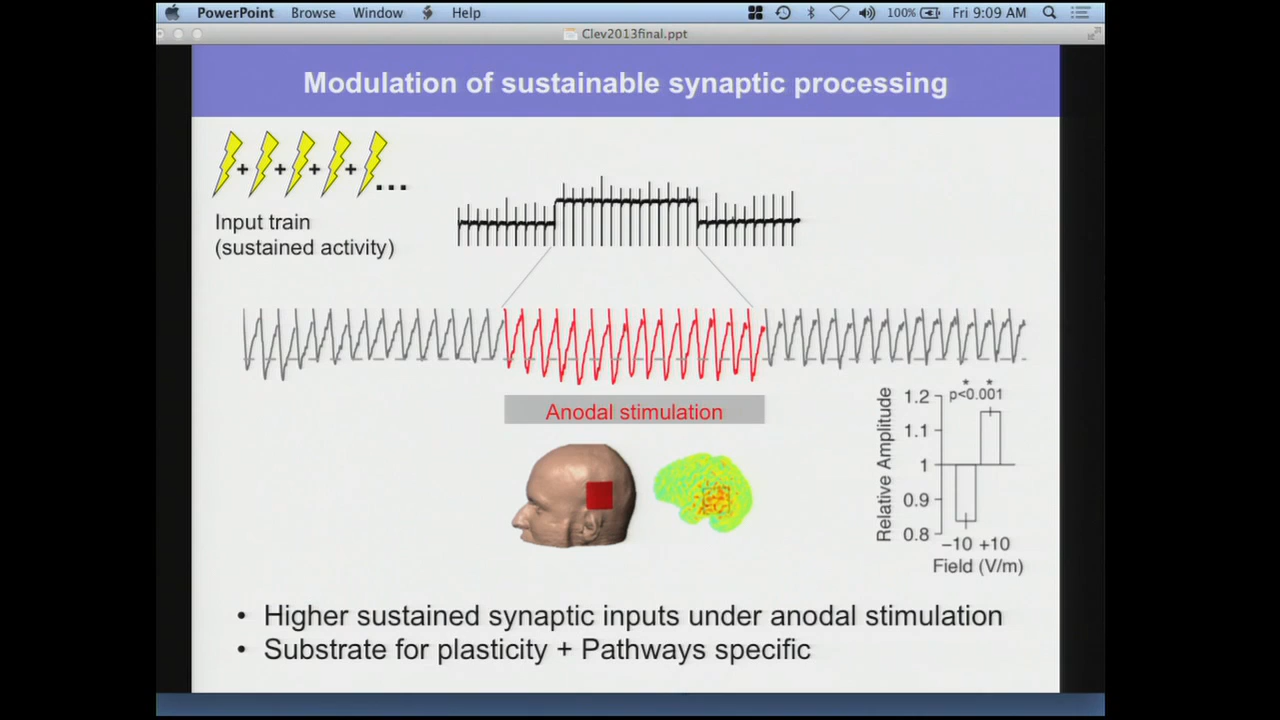 PowerPoint Browse Window Help 100% Fri 9:09 AM
Clev2013final.ppt
Modulation of sustainable synaptic processing
+ + + + ...
Input train
(sustained activity)
Anodal stimulation
* *
p<0.001
1.2
1.1
1
0.9
0.8
Relative Amplitude
−10 +10
Field (V/m)
• Higher sustained synaptic inputs under anodal stimulation
• Substrate for plasticity + Pathways specific